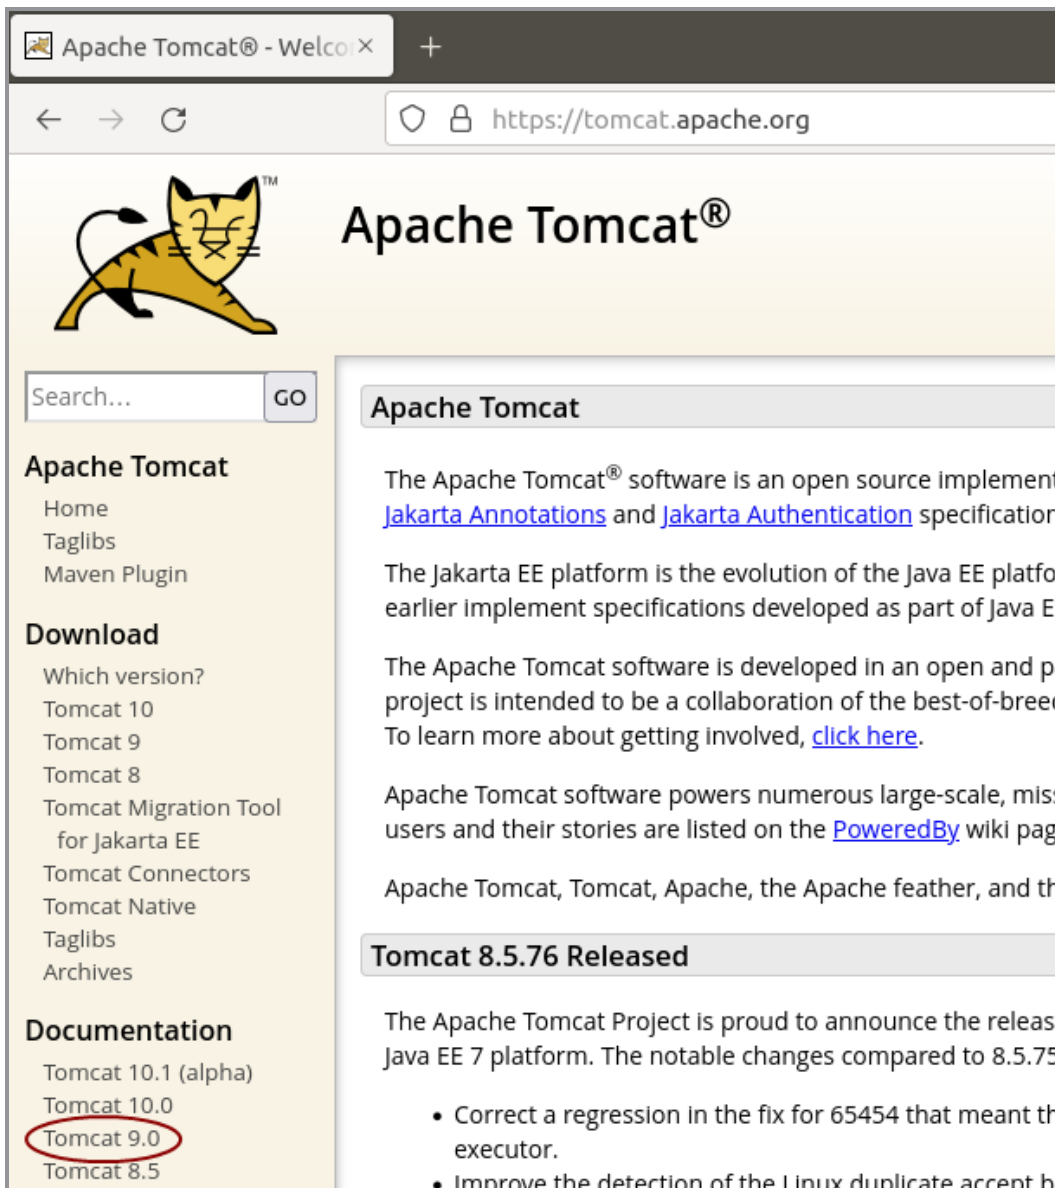 Apache Tomcat® - Welco
https://tomcat.apache.org
TM
Apache Tomcat®
Search...
GO
Apache Tomcat
Home
Taglibs
Maven Plugin
Download
Which version?
Tomcat 10
Tomcat 9
Tomcat 8
Tomcat Migration Tool
for Jakarta EE
Tomcat Connectors
Tomcat Native
Taglibs
Archives
Documentation
Tomcat 10.1 (alpha)
Tomcat 10.0
Tomcat 9.0
Tomcat 8.5
Apache Tomcat
The Apache Tomcat® software is an open source implement
Jakarta Annotations and Jakarta Authentication specification
The Jakarta EE platform is the evolution of the Java EE platfo
earlier implement specifications developed as part of Java E
The Apache Tomcat software is developed in an open and p
project is intended to be a collaboration of the best-of-breed
To learn more about getting involved, click here.
Apache Tomcat software powers numerous large-scale, miss
users and their stories are listed on the PoweredBy wiki pag
Apache Tomcat, Tomcat, Apache, the Apache feather, and th
Tomcat 8.5.76 Released
The Apache Tomcat Project is proud to announce the releas
Java EE 7 platform. The notable changes compared to 8.5.75
• Correct a regression in the fix for 65454 that meant th
executor.
• Improve the detection of the Linux duplicate accept b